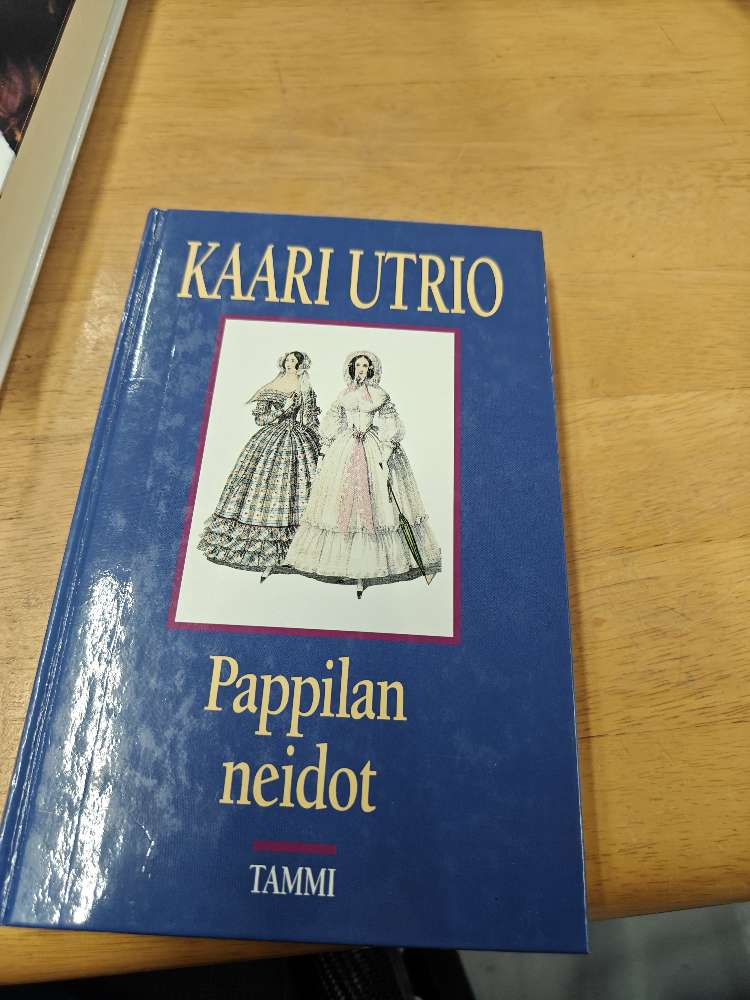 KAARI UTRIO
Pappilan
neidot
TAMMI